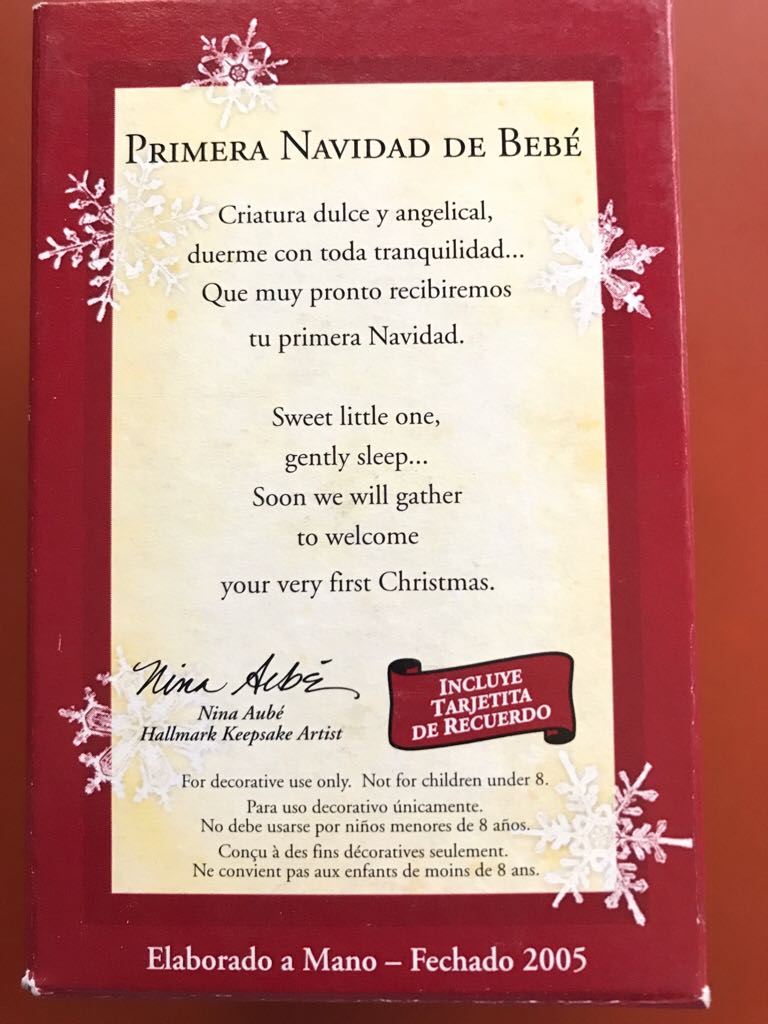 PRIMERA NAVIDAD DE BEBÉ
Criatura dulce y angelical,
duerme con toda tranquilidad...
Que muy pronto recibiremos
tu primera Navidad.
Sweet little one,
gently sleep...
Soon we will gather
to welcome
your very first Christmas.
Nina Aubé
Nina Aubé
Hallmark Keepsake Artist
INCLUYE
TARJETITA
DE RECUERDO
For decorative use only. Not for children under 8.
Para uso decorativo únicamente.
No debe usarse por niños menores de 8 años.
Conçu à des fins décoratives seulement.
Ne convient pas aux enfants de moins de 8 ans.
Elaborado a Mano – Fechado 2005